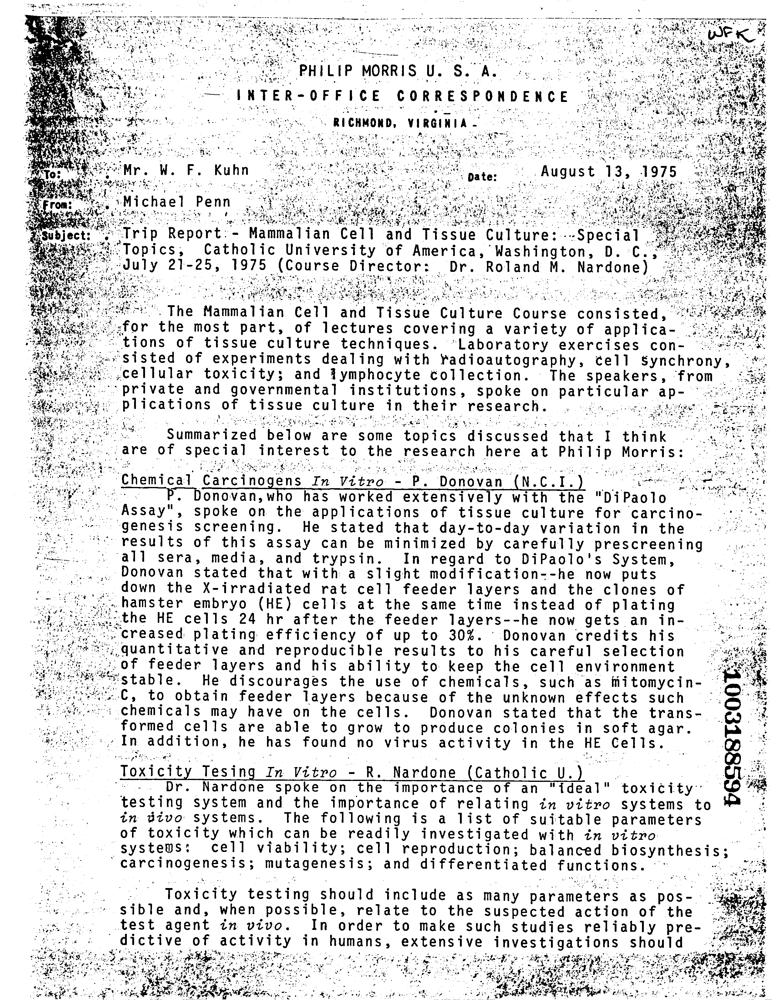 WFK
PHILIP MORRIS U. S. A.
INTER-OFFICE CORRESPONDENCE
RICHMOND, VIRGINIA
To: Mr. W. F. Kuhn Date: August 13, 1975
From: Michael Penn
Subject: Trip Report - Mammalian Cell and Tissue Culture: Special
Topics, Catholic University of America, Washington, D. C.,
July 21-25, 1975 (Course Director: Dr. Roland M. Nardone)
The Mammalian Cell and Tissue Culture Course consisted,
for the most part, of lectures covering a variety of applica-
tions of tissue culture techniques. Laboratory exercises con-
sisted of experiments dealing with radioautography, cell synchrony,
cellular toxicity; and lymphocyte collection. The speakers, from
private and governmental institutions, spoke on particular ap-
plications of tissue culture in their research.
Summarized below are some topics discussed that I think
are of special interest to the research here at Philip Morris:
Chemical Carcinogens In Vitro - P. Donovan (N.C.I.)
P. Donovan, who has worked extensively with the "DiPaolo
Assay", spoke on the applications of tissue culture for carcino-
genesis screening. He stated that day-to-day variation in the
results of this assay can be minimized by carefully prescreening
all sera, media, and trypsin. In regard to DiPaolo's System,
Donovan stated that with a slight modification--he now puts
down the X-irradiated rat cell feeder layers and the clones of
hamster embryo (HE) cells at the same time instead of plating
the HE cells 24 hr after the feeder layers--he now gets an in-
creased plating efficiency of up to 30%. Donovan credits his
quantitative and reproducible results to his careful selection
of feeder layers and his ability to keep the cell environment
stable. He discourages the use of chemicals, such as mitomycin-
C, to obtain feeder layers because of the unknown effects such
chemicals may have on the cells. Donovan stated that the trans-
formed cells are able to grow to produce colonies in soft agar.
In addition, he has found no virus activity in the HE Cells.
Toxicity Tesing In Vitro - R. Nardone (Catholic U.)
Dr. Nardone spoke on the importance of an "ideal" toxicity
testing system and the importance of relating in vitro systems to
in vivo systems. The following is a list of suitable parameters
of toxicity which can be readily investigated with in vitro
systems: cell viability; cell reproduction; balanced biosynthesis;
carcinogenesis; mutagenesis; and differentiated functions.
Toxicity testing should include as many parameters as pos-
sible and, when possible, relate to the suspected action of the
test agent in vivo. In order to make such studies reliably pre-
dictive of activity in humans, extensive investigations should
1003188594